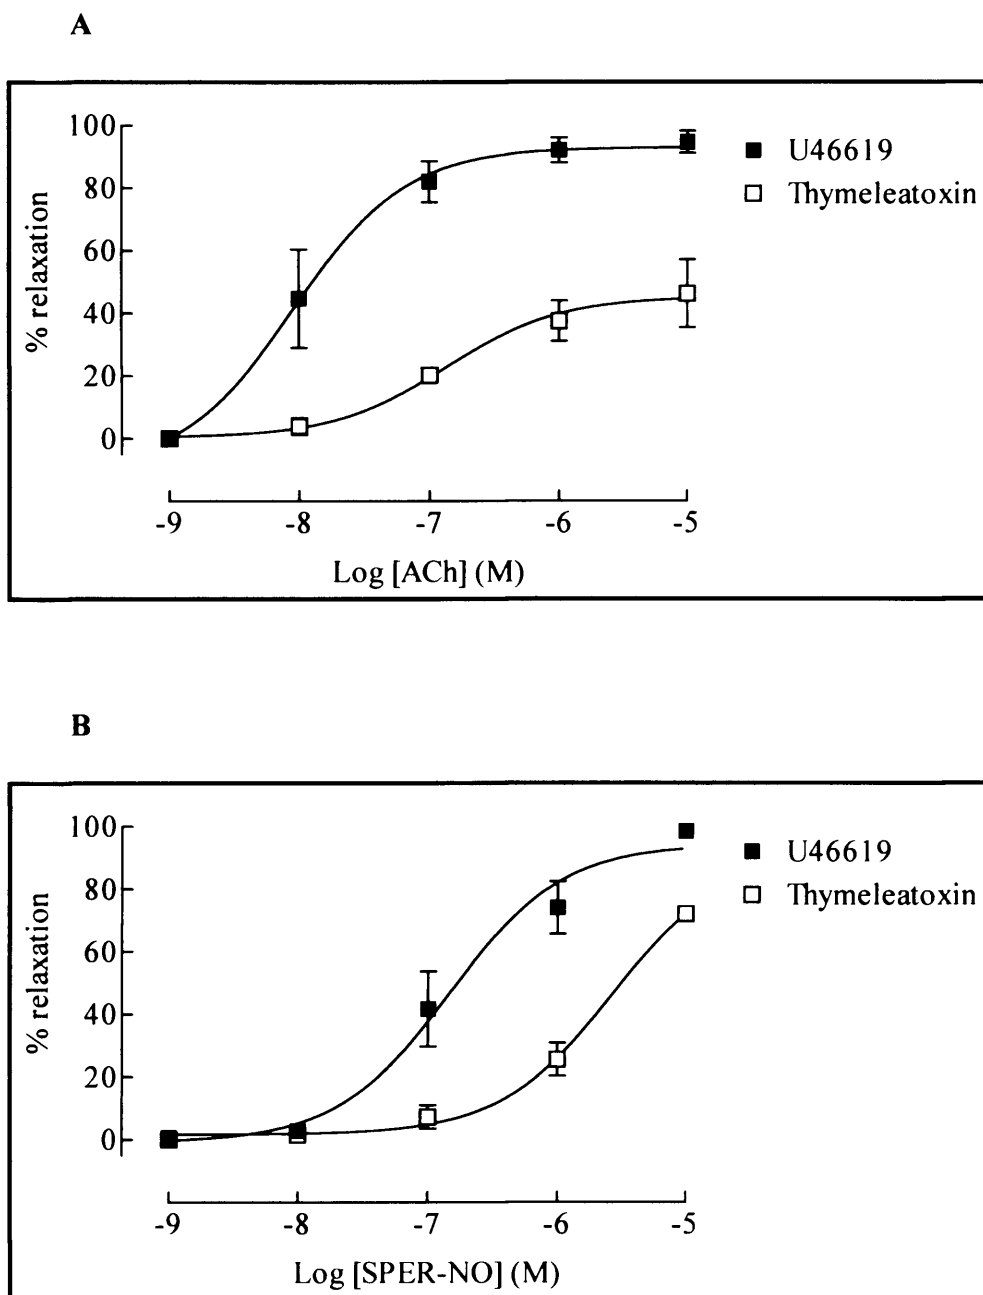 A
100
80
60
40
20
0
% relaxation
U46619
Thymeleatoxin
-9 -8 -7 -6 -5
Log [ACh] (M)
B
100
80
60
40
20
0
% relaxation
U46619
Thymeleatoxin
-9 -8 -7 -6 -5
Log [SPER-NO] (M)